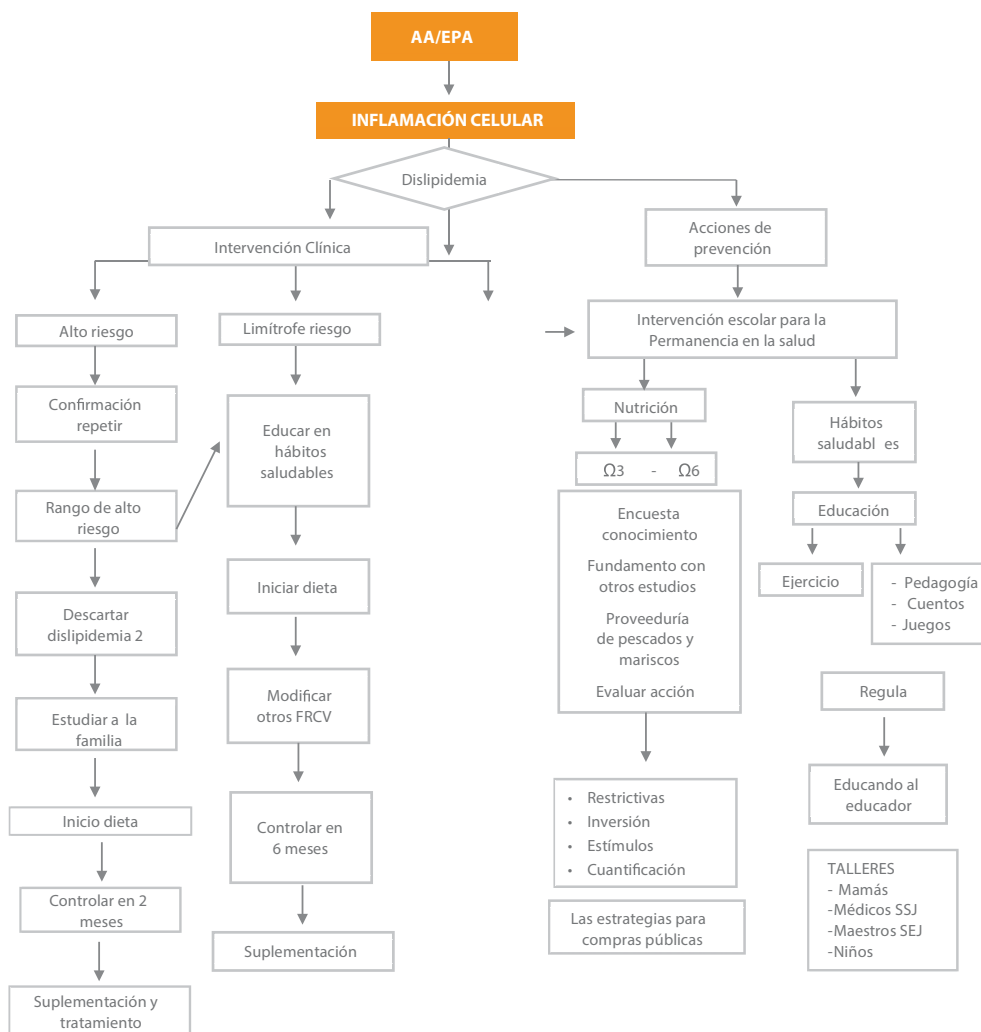 AA/EPA
INFLAMACIÓN CELULAR
Dislipidemia
Intervención Clínica
Alto riesgo
Confirmación
repetir
Rango de alto
riesgo
Descartar
dislipidemia 2
Estudiar a la
familia
Inicio dieta
Controlar en 2
meses
Suplementación y
tratamiento
Limítrofe riesgo
Educar en
hábitos
saludables
Iniciar dieta
Modificar
otros FRCV
Controlar en
6 meses
Suplementación
Acciones de
prevención
Intervención escolar para la
Permanencia en la salud
Nutrición
Ω3 - Ω6
Encuesta
conocimiento
Fundamento con
otros estudios
Proveeduría
de pescados y
mariscos
Evaluar acción
• Restrictivas
• Inversión
• Estímulos
• Cuantificación
Las estrategias para
compras públicas
Hábitos
saludabl es
Educación
Ejercicio
- Pedagogía
- Cuentos
- Juegos
Regula
Educando al
educador
TALLERES
- Mamás
-Médicos SSJ
-Maestros SEJ
-Niños